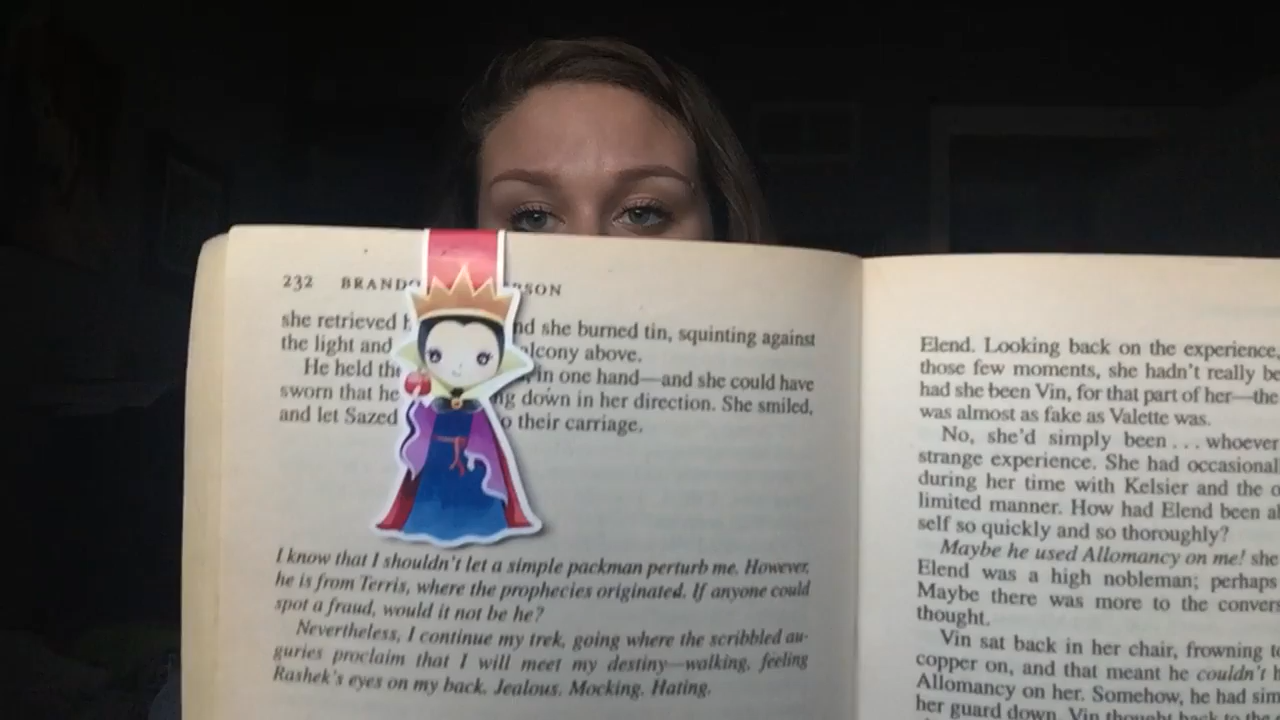 232 BRANDO RSON
she retrieved h nd she burned tin, squinting against
the light and alcony above.
He held the in one hand—and she could have
sworn that he ng down in her direction. She smiled,
and let Sazed o their carriage.
I know that I shouldn't let a simple packman perturb me. However,
he is from Terris, where the prophecies originated. If anyone could
spot a fraud, would it not be he?
Nevertheless, I continue my trek, going where the scribbled au-
guries proclaim that I will meet my destiny—walking, feeling
Rashek's eyes on my back. Jealous. Mocking. Hating.
Elend. Looking back on the experience,
those few moments, she hadn't really be
had she been Vin, for that part of her—the
was almost as fake as Valette was.
No, she'd simply been . . . whoever
strange experience. She had occasional
during her time with Kelsier and the o
limited manner. How had Elend been al
self so quickly and so thoroughly?
Maybe he used Allomancy on me! she
Elend was a high nobleman; perhaps
Maybe there was more to the convers
thought.
Vin sat back in her chair, frowning to
copper on, and that meant he couldn't h
Allomancy on her. Somehow, he had sim
her guard down. Vin thought back to the